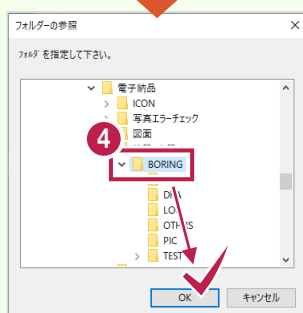 フォルダーの参照
ﾌｫﾙﾀﾞを指定して下さい。
電子納品
ICON
写真エラーチェック
図面
4
BORING
PIC
TEST
OK
キャンセル